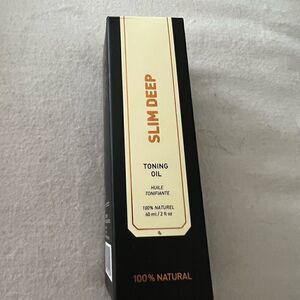 SLIM DEEP
TONING
OIL
HUILE
TONIFIANTE
100% NATUREL
60 ml / 2 fl oz
100% NATURAL